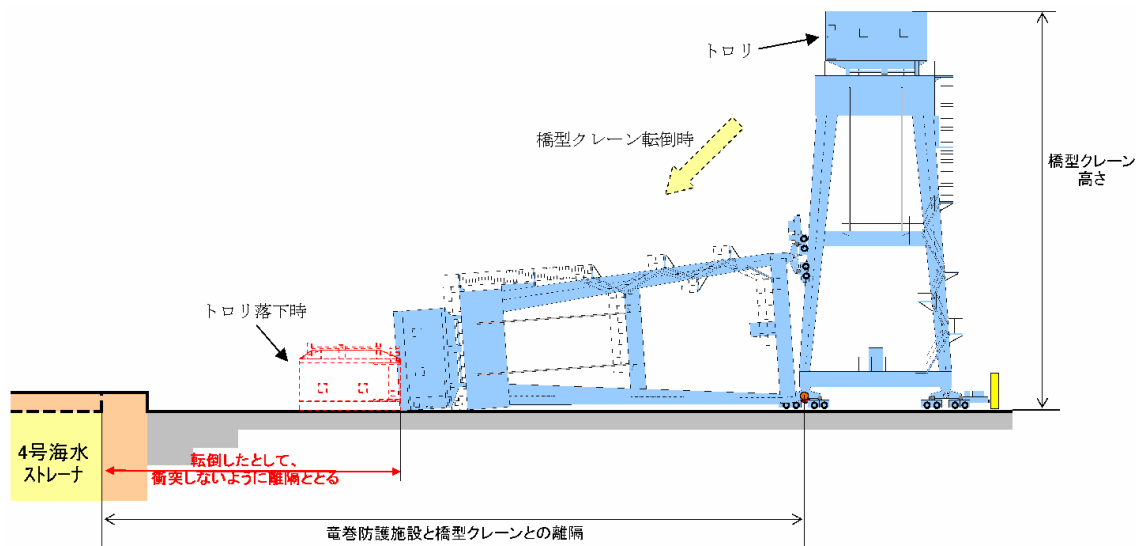 トロリ
橋型クレーン転倒時
橋型クレーン
高さ
トロリ落下時
4号海水
ストレーナ
転倒したとして、
衝突しないように離隔ととる
竜巻防護施設と橋型クレーンとの離隔